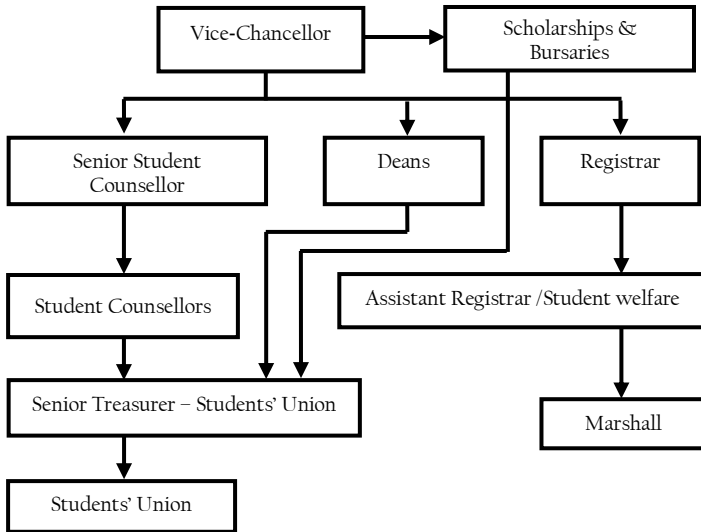 Vice-Chancellor
Scholarships &
Bursaries
Senior Student
Counsellor
Deans
Registrar
Student Counsellors
Assistant Registrar /Student welfare
Senior Treasurer – Students’ Union
Marshall
Students’ Union